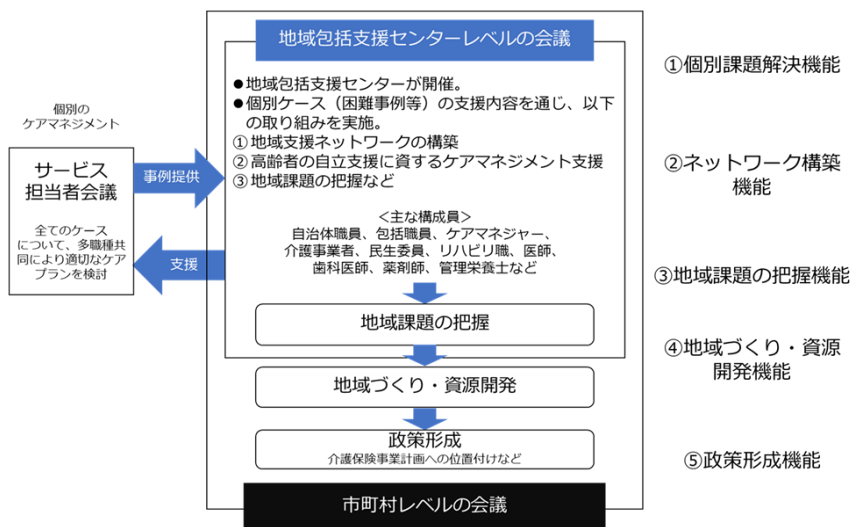 地域包括支援センターレベルの会議
●地域包括支援センターが開催。
●個別ケース（困難事例等）の支援内容を通じ、以下
の取り組みを実施。
①地域支援ネットワークの構築
②高齢者の自立支援に資するケアマネジメント支援
③地域課題の把握など
＜主な構成員＞
自治体職員、包括職員、ケアマネジャー、
介護事業者、民生委員、リハビリ職、医師、
歯科医師、薬剤師、管理栄養士など
個別の
ケアマネジメント
サービス
担当者会議
全てのケース
について、多職種共
同により適切なケア
プランを検討
事例提供
支援
地域課題の把握
地域づくり・資源開発
政策形成
介護保険事業計画への位置付けなど
市町村レベルの会議
①個別課題解決機能
②ネットワーク構築
機能
③地域課題の把握機能
④地域づくり・資源
開発機能
⑤政策形成機能